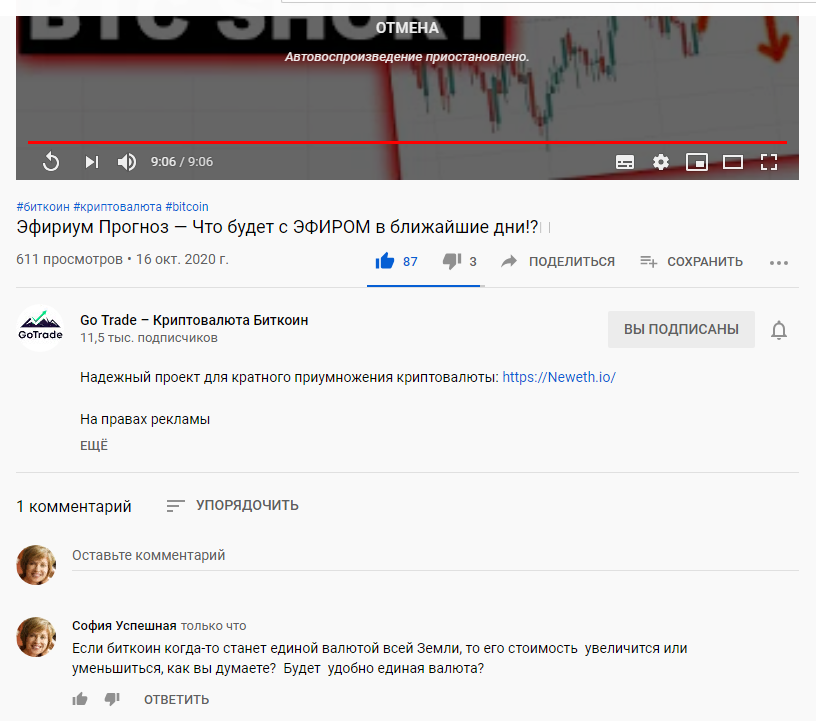 BTC SHORT
ОТМЕНА
Автовоспроизведение приостановлено.
9:06 / 9:06
#биткоин #криптовалюта #bitcoin
Эфириум Прогноз — Что будет с ЭФИРОМ в ближайшие дни!?
611 просмотров • 16 окт. 2020 г.
87
3
ПОДЕЛИТЬСЯ
СОХРАНИТЬ
GoTrade
Go Trade – Криптовалюта Биткоин
11,5 тыс. подписчиков
ВЫ ПОДПИСАНЫ
Надежный проект для кратного приумножения криптовалюты: https://Neweth.io/
На правах рекламы
ЕЩЁ
1 комментарий
УПОРЯДОЧИТЬ
Оставьте комментарий
София Успешная только что
Если биткоин когда-то станет единой валютой всей Земли, то его стоимость увеличится или
уменьшиться, как вы думаете? Будет удобно единая валюта?
ОТВЕТИТЬ